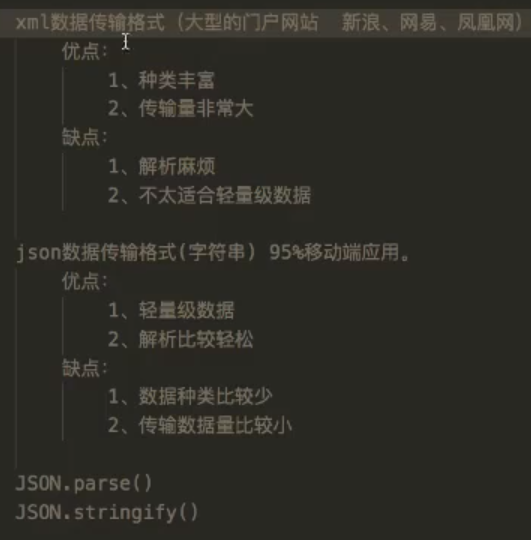 xml数据传输格式（大型的门户网站  新浪、网易、凤凰网）
优点：
1、种类丰富
2、传输量非常大
缺点：
1、解析麻烦
2、不太适合轻量级数据
json数据传输格式(字符串) 95%移动端应用。
优点：
1、轻量级数据
2、解析比较轻松
缺点：
1、数据种类比较少
2、传输数据量比较小
JSON.parse()
JSON.stringify()